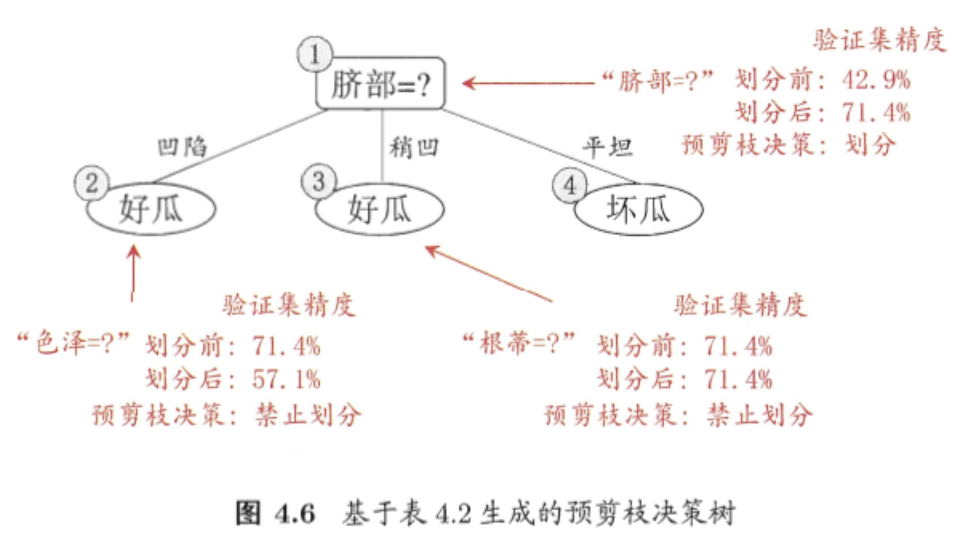 验证集精度
1
脐部=?
“脐部=?” 划分前: 42.9%
划分后: 71.4%
预剪枝决策: 划分
凹陷
稍凹
平坦
2
好瓜
3
好瓜
4
坏瓜
验证集精度
“色泽=?” 划分前: 71.4%
划分后: 57.1%
预剪枝决策: 禁止划分
验证集精度
“根蒂=?” 划分前: 71.4%
划分后: 71.4%
预剪枝决策: 禁止划分
图 4.6 基于表 4.2 生成的预剪枝决策树